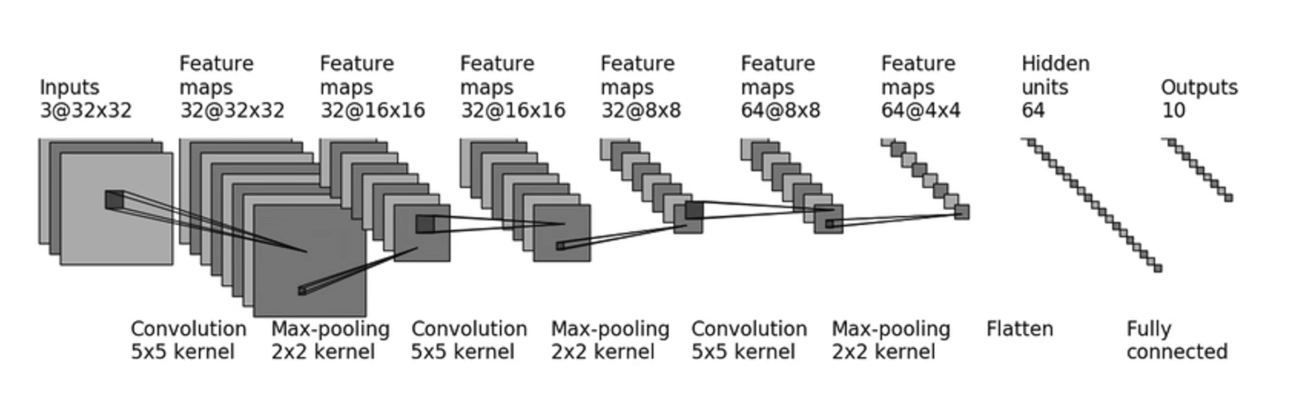 Inputs
3@32x32
Feature
maps
32@32x32
Feature
maps
32@16x16
Feature
maps
32@16x16
Feature
maps
32@8x8
Feature
maps
64@8x8
Feature
maps
64@4x4
Hidden
units
64
Outputs
10
Convolution
5x5 kernel
Max-pooling
2x2 kernel
Convolution
5x5 kernel
Max-pooling
2x2 kernel
Convolution
5x5 kernel
Max-pooling
2x2 kernel
Flatten
Fully
connected